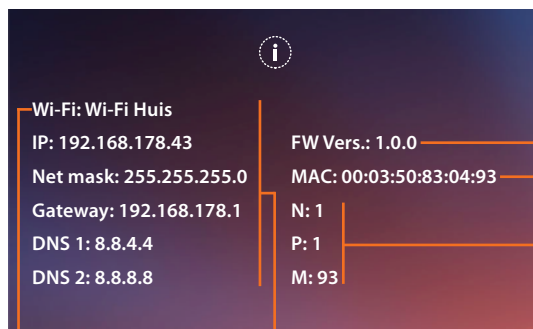 i
Wi-Fi: Wi-Fi Huis
IP: 192.168.178.43
Net mask: 255.255.255.0
Gateway: 192.168.178.1
DNS 1: 8.8.4.4
DNS 2: 8.8.8.8
FW Vers.: 1.0.0
MAC: 00:03:50:83:04:93
N: 1
P: 1
M: 93